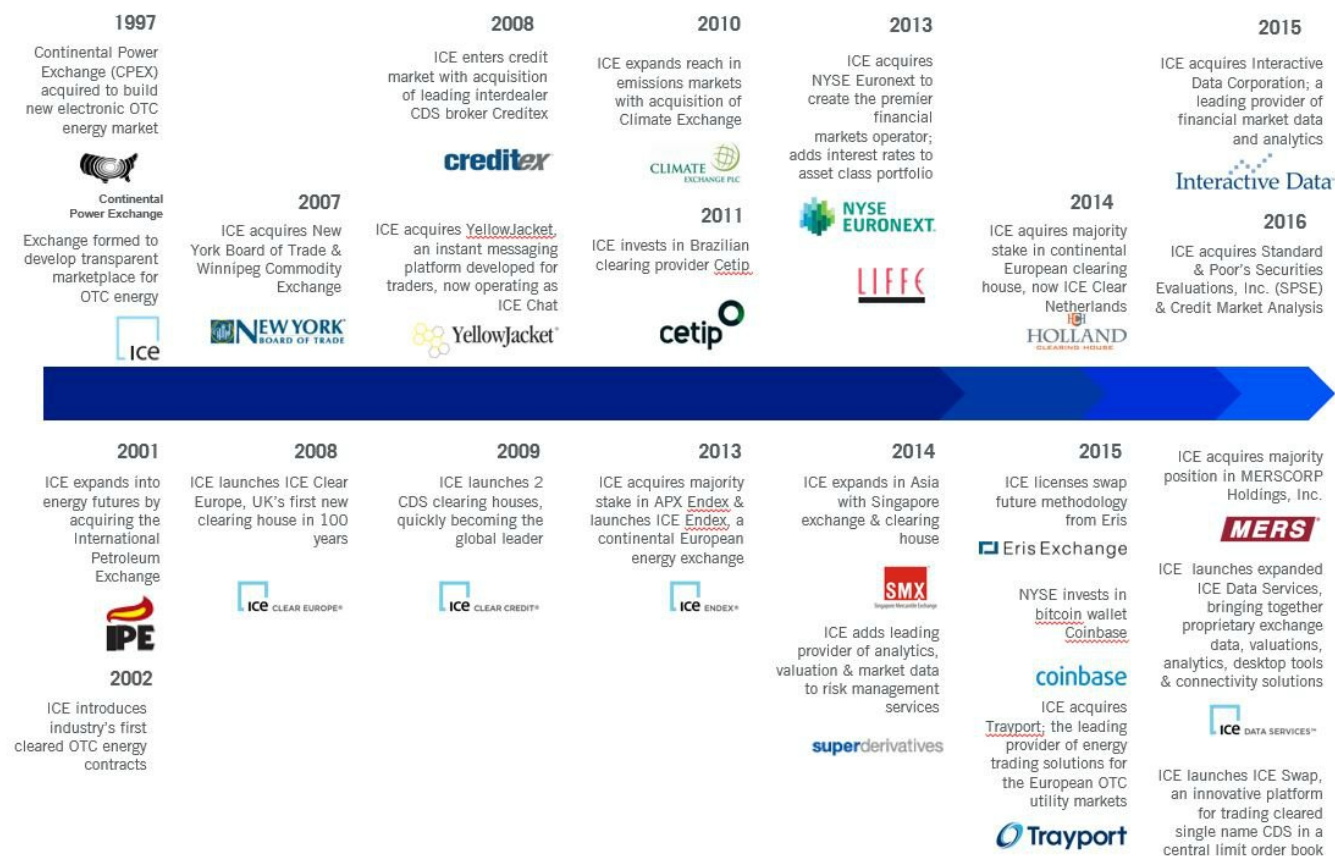 1997
Continental Power
Exchange (CPEX)
acquired to build
new electronic OTC
energy market
Continental
Power Exchange
Exchange formed to
develop transparent
marketplace for
OTC energy
ice
2007
ICE acquires New
York Board of Trade &
Winnipeg Commodity
Exchange
NEW YORK
BOARD OF TRADE
2008
ICE enters credit
market with acquisition
of leading interdealer
CDS broker Creditex
creditex
ICE acquires YellowJacket,
an instant messaging
platform developed for
traders, now operating as
ICE Chat
YellowJacket
2010
ICE expands reach in
emissions markets
with acquisition of
Climate Exchange
CLIMATE
EXCHANGE PLC
2011
ICE invests in Brazilian
clearing provider Cetip
cetip
2013
ICE acquires
NYSE Euronext to
create the premier
financial
markets operator;
adds interest rates to
asset class portfolio
NYSE
EURONEXT
LIFFE
2014
ICE aquires majority
stake in continental
European clearing
house, now ICE Clear
Netherlands
HCH
HOLLAND
CLEARING HOUSE
2015
ICE acquires Interactive
Data Corporation; a
leading provider of
financial market data
and analytics
Interactive Data
2016
ICE acquires Standard
& Poor's Securities
Evaluations, Inc. (SPSE)
& Credit Market Analysis
2001
ICE expands into
energy futures by
acquiring the
International
Petroleum
Exchange
IPE
2002
ICE introduces
industry's first
cleared OTC energy
contracts
2008
ICE launches ICE Clear
Europe, UK's first new
clearing house in 100
years
ice CLEAR EUROPE®
2009
ICE launches 2
CDS clearing houses,
quickly becoming the
global leader
ice CLEAR CREDIT®
2013
ICE acquires majority
stake in APX Endex &
launches ICE Endex, a
continental European
energy exchange
ice ENDEX®
2014
ICE expands in Asia
with Singapore
exchange & clearing
house
SMX
Singapore Mercantile Exchange
ICE adds leading
provider of analytics,
valuation & market data
to risk management
services
superderivatives
2015
ICE licenses swap
future methodology
from Eris
Eris Exchange
NYSE invests in
bitcoin wallet
Coinbase
coinbase
ICE acquires
Trayport; the leading
provider of energy
trading solutions for
the European OTC
utility markets
Trayport
ICE acquires majority
position in MERSCORP
Holdings, Inc.
MERS
ICE launches expanded
ICE Data Services,
bringing together
proprietary exchange
data, valuations,
analytics, desktop tools
& connectivity solutions
ice DATA SERVICES™
ICE launches ICE Swap,
an innovative platform
for trading cleared
single name CDS in a
central limit order book